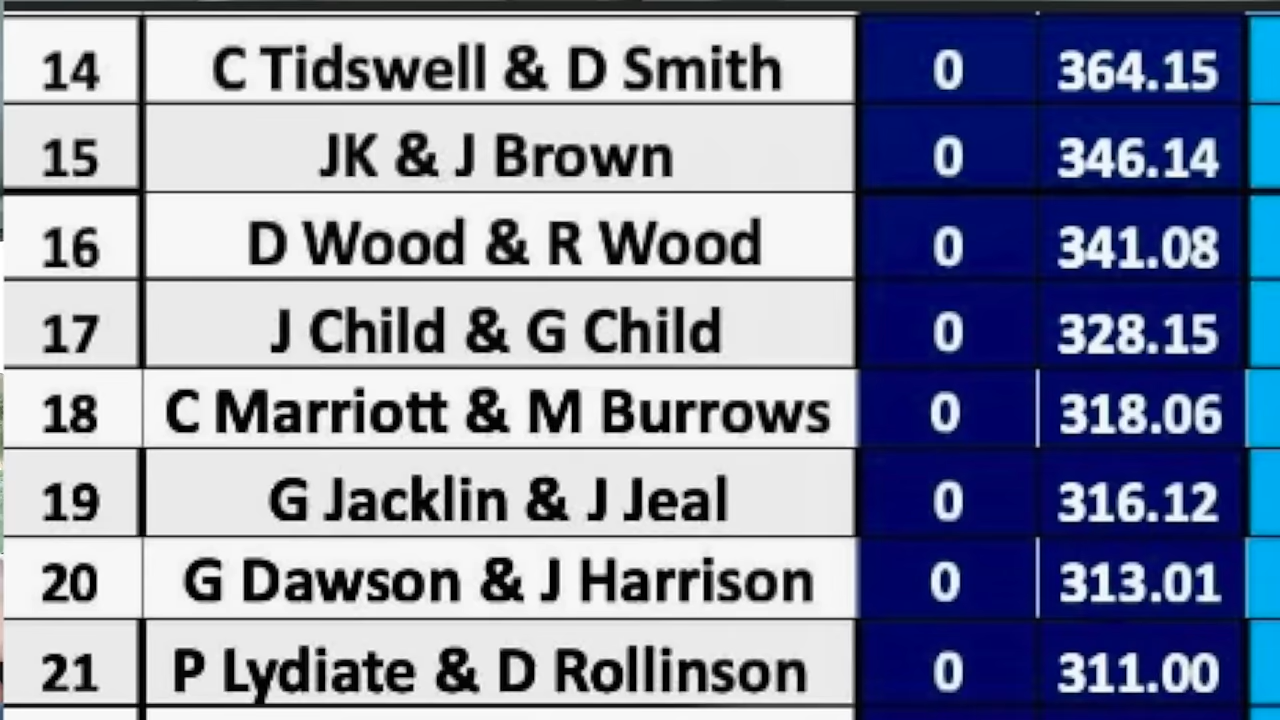 14 C Tidswell & D Smith 0 364.15
15 JK & J Brown 0 346.14
16 D Wood & R Wood 0 341.08
17 J Child & G Child 0 328.15
18 C Marriott & M Burrows 0 318.06
19 G Jacklin & J Jeal 0 316.12
20 G Dawson & J Harrison 0 313.01
21 P Lydiate & D Rollinson 0 311.00